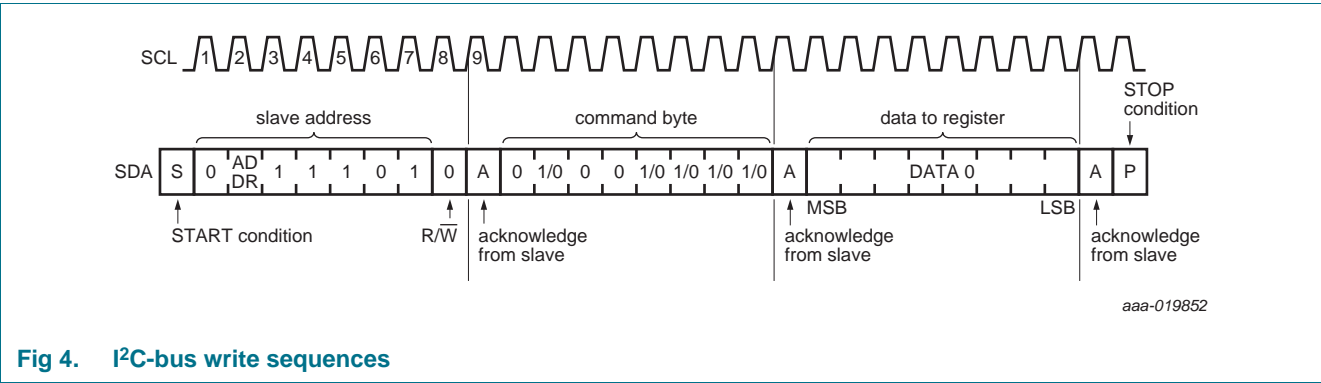 SCL 1 2 3 4 5 6 7 8 9
STOP
condition
slave address command byte data to register
SDA S 0 AD
DR 1 1 1 0 1 0 A 0 1/0 0 0 1/0 1/0 1/0 1/0 A DATA 0 A P
MSB LSB
START condition R/W̅ acknowledge
from slave acknowledge
from slave acknowledge
from slave
aaa-019852
Fig 4. I²C-bus write sequences